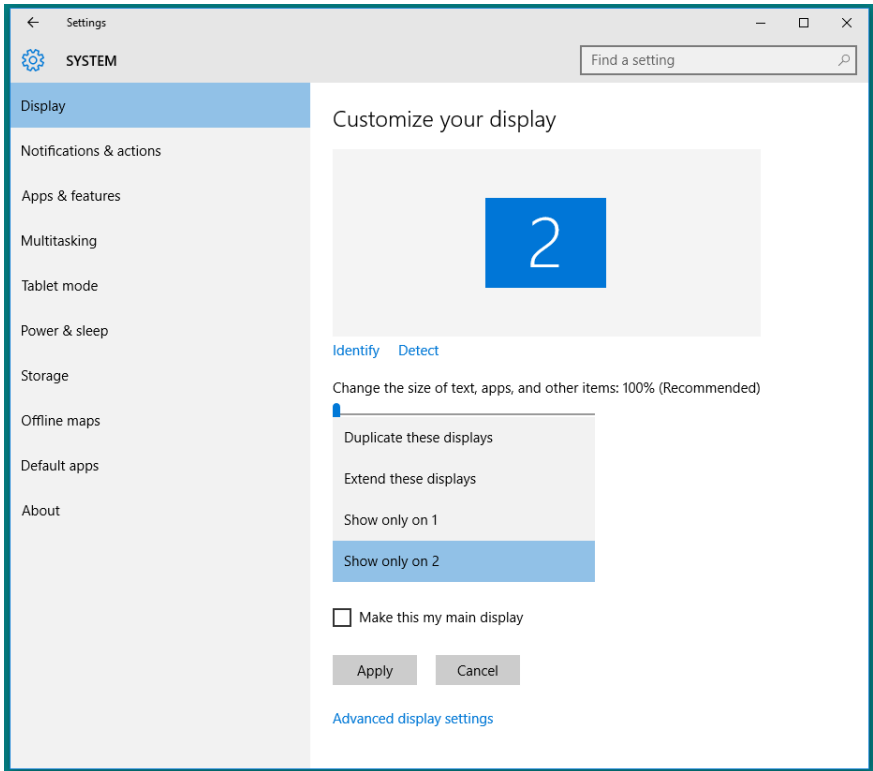 Settings
SYSTEM
Find a setting
Display
Notifications & actions
Apps & features
Multitasking
Tablet mode
Power & sleep
Storage
Offline maps
Default apps
About
Customize your display
2
Identify Detect
Change the size of text, apps, and other items: 100% (Recommended)
Duplicate these displays
Extend these displays
Show only on 1
Show only on 2
Make this my main display
Apply Cancel
Advanced display settings